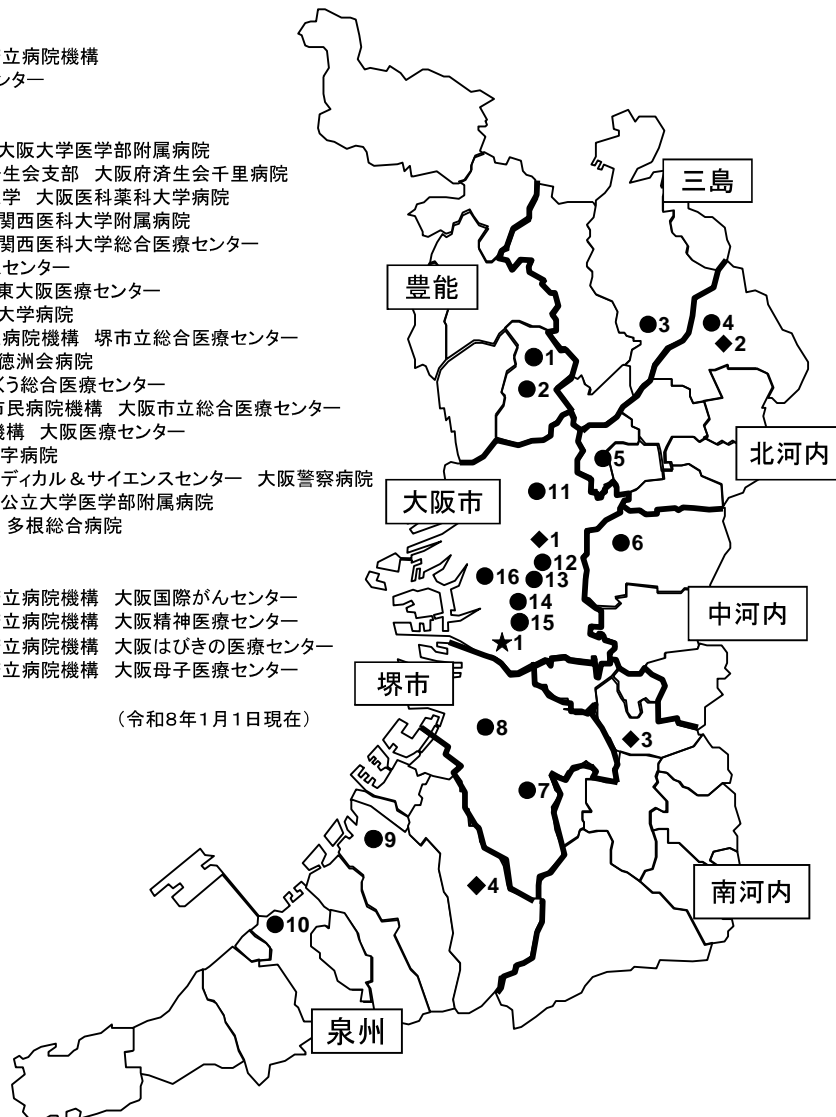 立病院機構
ンター
大阪大学医学部附属病院
生会支部 大阪府済生会千里病院
学 大阪医科薬科大学病院
関西医科大学附属病院
関西医科大学総合医療センター
センター
東大阪医療センター
大学病院
病院機構 堺市立総合医療センター
徳洲会病院
くう総合医療センター
市民病院機構 大阪市立総合医療センター
機構 大阪医療センター
字病院
ディカル＆サイエンスセンター 大阪警察病院
公立大学医学部附属病院
多根総合病院
立病院機構 大阪国際がんセンター
立病院機構 大阪精神医療センター
立病院機構 大阪はびきの医療センター
立病院機構 大阪母子医療センター
（令和8年1月1日現在）
三島
豊能
●3
●4
◆2
●1
●2
北河内
●5
大阪市
●11
◆1
●6
●12
●16
●13
●14
中河内
●15
★1
堺市
●8
◆3
●7
●9
◆4
南河内
●10
泉州